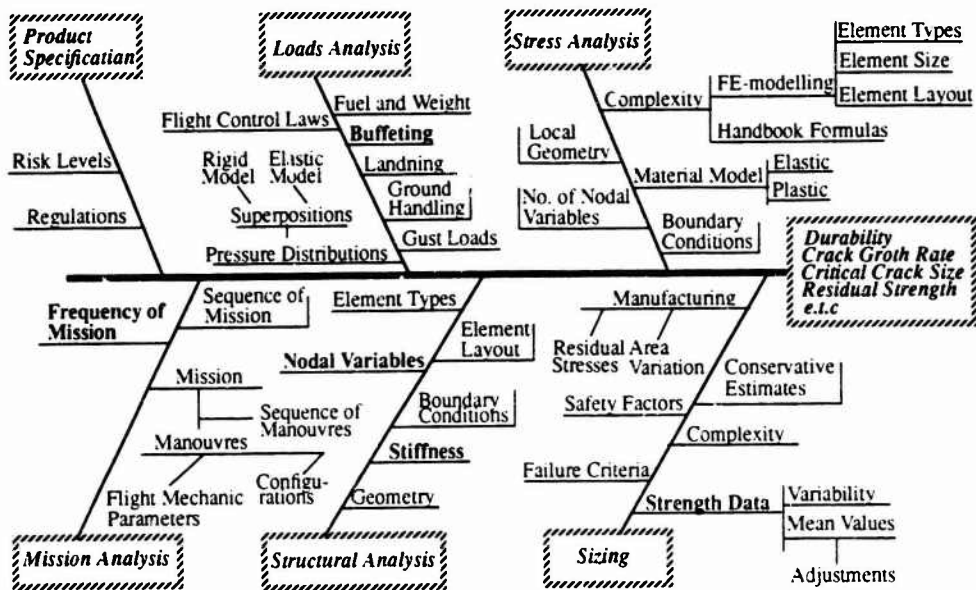 Product
Specification
Loads Analysis
Stress Analysis
Element Types
Element Size
Element Layout
FE-modelling
Complexity
Handbook Formulas
Local
Geometry
Material Model
Elastic
Plastic
No. of Nodal
Variables
Boundary
Conditions
Fuel and Weight
Flight Control Laws
Buffeting
Landning
Rigid
Model
Elastic
Model
Ground
Handling
Superpositions
Gust Loads
Pressure Distributions
Risk Levels
Regulations
Durability
Crack Groth Rate
Critical Crack Size
Residual Strength
e.t.c
Frequency of
Mission
Sequence of
Mission
Mission
Sequence of
Manouvres
Manouvres
Flight Mechanic
Parameters
Configu-
rations
Mission Analysis
Element Types
Element
Layout
Nodal Variables
Boundary
Conditions
Stiffness
Geometry
Structural Analysis
Manufacturing
Residual
Stresses
Area
Variation
Conservative
Estimates
Safety Factors
Complexity
Failure Criteria
Strength Data
Variability
Mean Values
Adjustments
Sizing